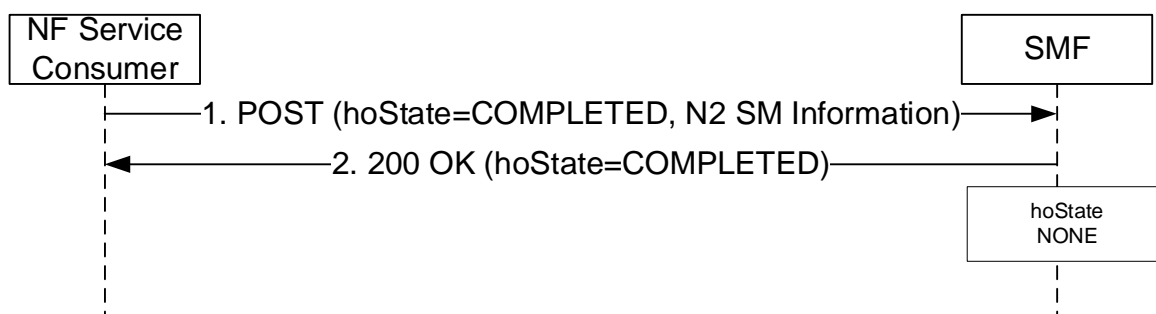 NF Service
Consumer
SMF
1. POST (hoState=COMPLETED, N2 SM Information)
2. 200 OK (hoState=COMPLETED)
hoState
NONE